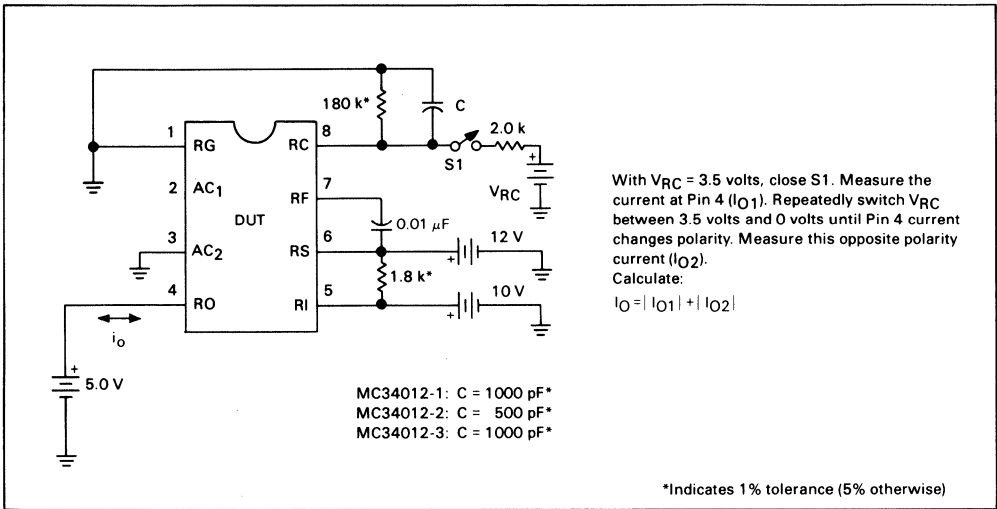 180 k*
C
1
RG
RC
8
2.0 k
S1
+
VRC
2
AC1
7
RF
DUT
0.01 μF
3
AC2
6
RS
12 V
+
1.8 k*
4
RO
RI
5
10 V
+
io
+
5.0 V
With VRC = 3.5 volts, close S1. Measure the
current at Pin 4 (IO1). Repeatedly switch VRC
between 3.5 volts and 0 volts until Pin 4 current
changes polarity. Measure this opposite polarity
current (IO2).
Calculate:
IO = | IO1| + | IO2|
MC34012-1: C = 1000 pF*
MC34012-2: C = 500 pF*
MC34012-3: C = 1000 pF*
*Indicates 1% tolerance (5% otherwise)